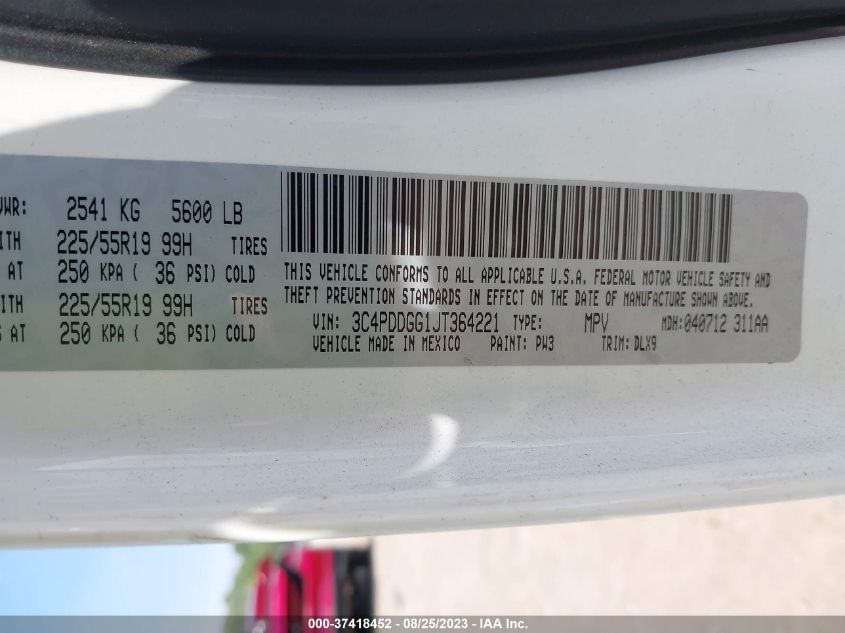 VWR: 2541 KG 5600 LB
ITH 225/55R19 99H TIRES
AT 250 KPA ( 36 PSI) COLD
ITH 225/55R19 99H TIRES
S AT 250 KPA ( 36 PSI) COLD
THIS VEHICLE CONFORMS TO ALL APPLICABLE U.S.A. FEDERAL MOTOR VEHICLE SAFETY AND
THEFT PREVENTION STANDARDS IN EFFECT ON THE DATE OF MANUFACTURE SHOWN ABOVE.
VIN: 3C4PDDGG1JT364221 TYPE: MPV MDH:040712 311AA
VEHICLE MADE IN MEXICO PAINT: PW3 TRIM: DLX9
000-37418452 - 08/25/2023 - IAA Inc.